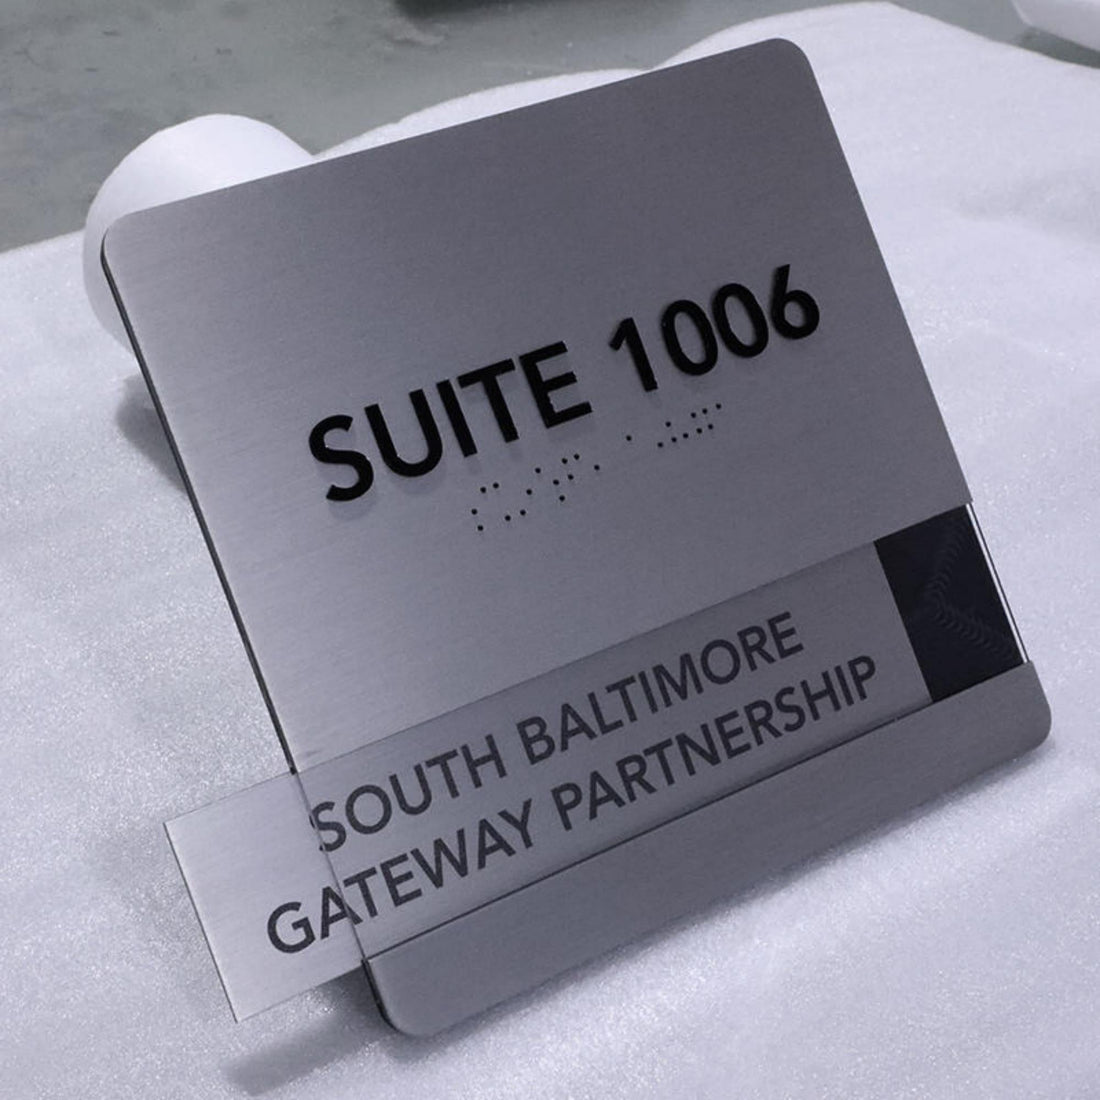 SUITE 1006
SOUTH BALTIMORE
GATEWAY PARTNERSHIP